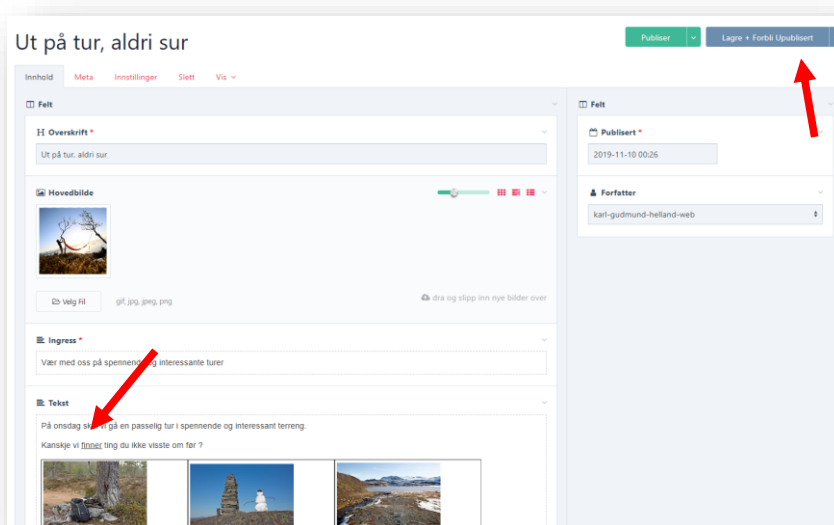 Ut på tur, aldri sur
Publiser
Lagre + Forbli Upublisert
Innhold Meta Innstillinger Slett Vis
Felt
Overskrift *
Ut på tur, aldri sur
Hovedbilde
Velg Fil gif, jpg, jpeg, png
dra og slipp inn nye bilder over
Ingress *
Vær med oss på spennende og interessante turer
Tekst
På onsdag skal vi gå en passelig tur i spennende og interessant terreng.
Kanskje vi finner ting du ikke visste om før ?
Felt
Publisert *
2019-11-10 00:26
Forfatter
karl-gudmund-helland-web